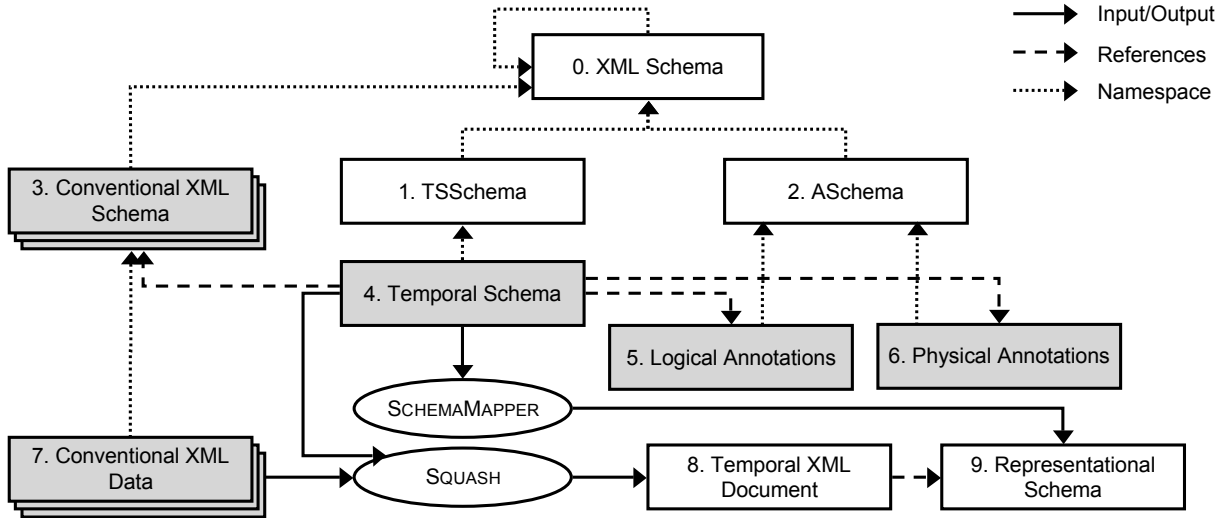 Input/Output
References
Namespace
0. XML Schema
3. Conventional XML
Schema
1. TSSchema
2. ASchema
4. Temporal Schema
5. Logical Annotations
6. Physical Annotations
SCHEMAMAPPER
7. Conventional XML
Data
SQUASH
8. Temporal XML
Document
9. Representational
Schema